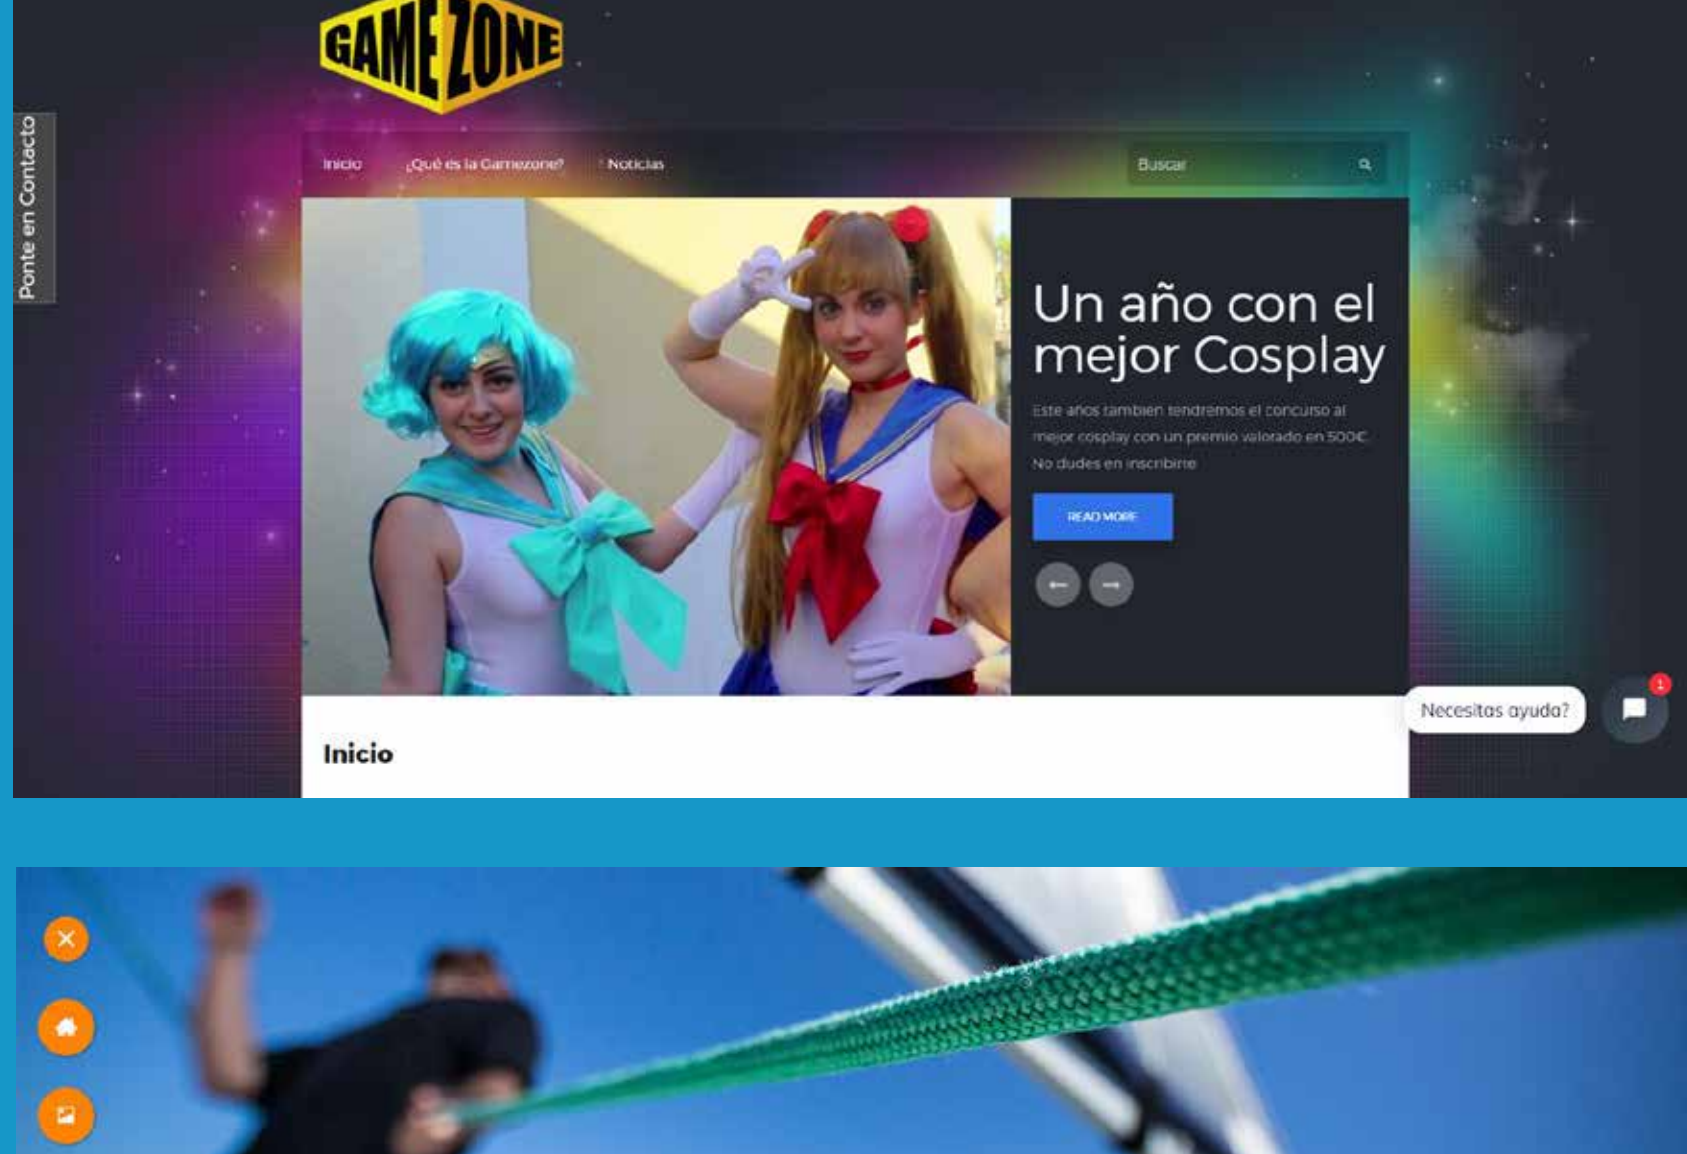 GAMEZONE
Ponte en Contacto
Inicio
¿Qué es la Gamezone?
Noticias
Buscar
Un año con el
mejor Cosplay
Este años tambien tendremos el concurso al
mejor cosplay con un premio valorado en 500€.
No dudes en inscribirte
READ MORE
1
Necesitas ayuda?
Inicio